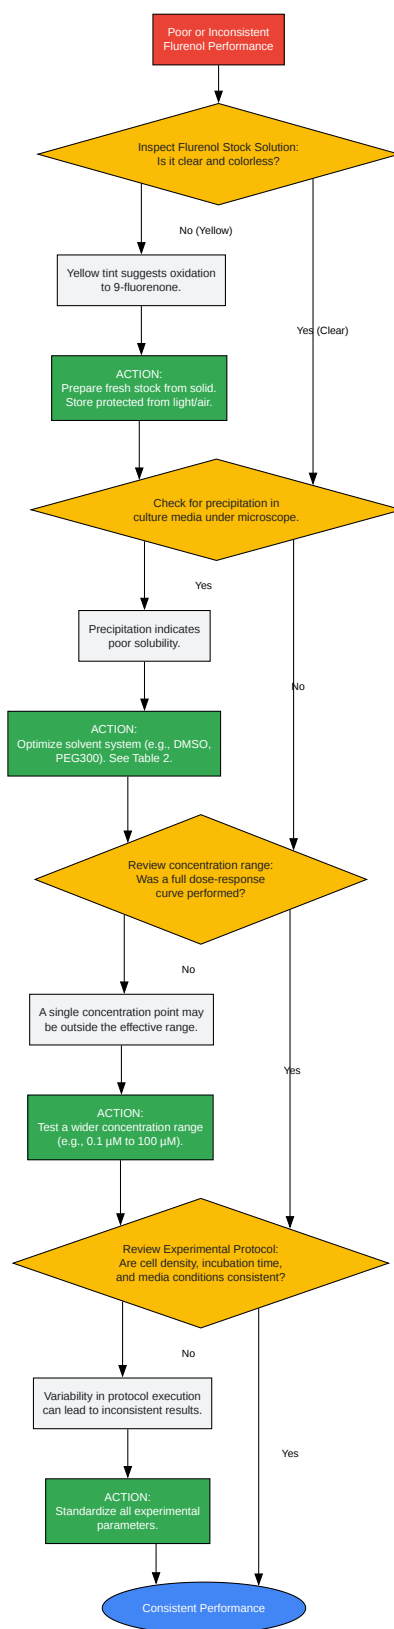 Poor or Inconsistent
Flurenol Performance
Inspect Flurenol Stock Solution:
Is it clear and colorless?
No (Yellow)
Yellow tint suggests oxidation
to 9-fluorenone.
Yes (Clear)
ACTION:
Prepare fresh stock from solid.
Store protected from light/air.
Check for precipitation in
culture media under microscope.
Yes
Precipitation indicates
poor solubility.
No
ACTION:
Optimize solvent system (e.g., DMSO,
PEG300). See Table 2.
Review concentration range:
Was a full dose-response
curve performed?
No
A single concentration point may
be outside the effective range.
Yes
ACTION:
Test a wider concentration range
(e.g., 0.1 µM to 100 µM).
Review Experimental Protocol:
Are cell density, incubation time,
and media conditions consistent?
No
Variability in protocol execution
can lead to inconsistent results.
Yes
ACTION:
Standardize all experimental
parameters.
Consistent Performance